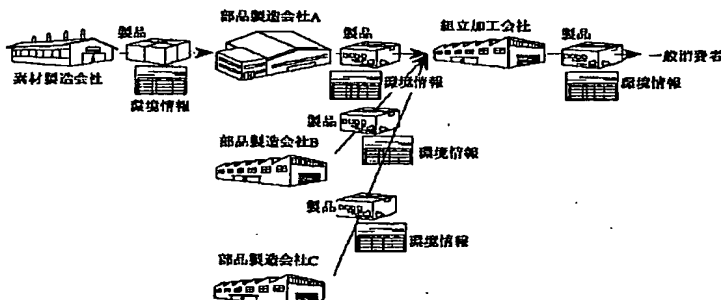 部品製造会社A
組立加工会社
製品
製品
製品
一般消費者
素材製造会社
環境情報
環境情報
環境情報
製品
部品製造会社B
環境情報
製品
環境情報
部品製造会社C